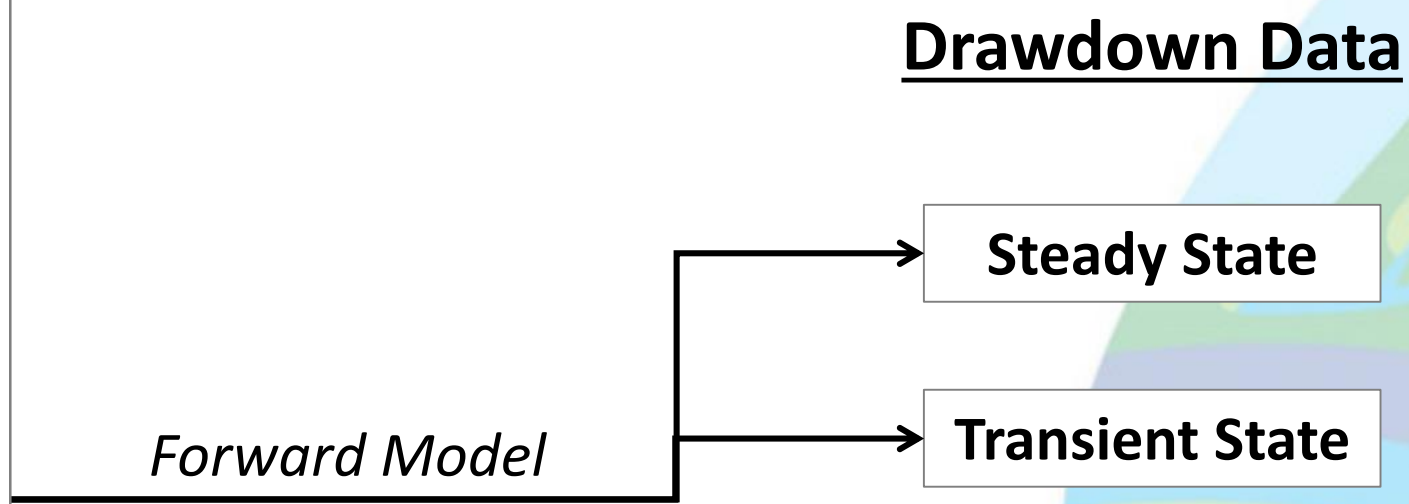 Drawdown Data
Steady State
Transient State
Forward Model